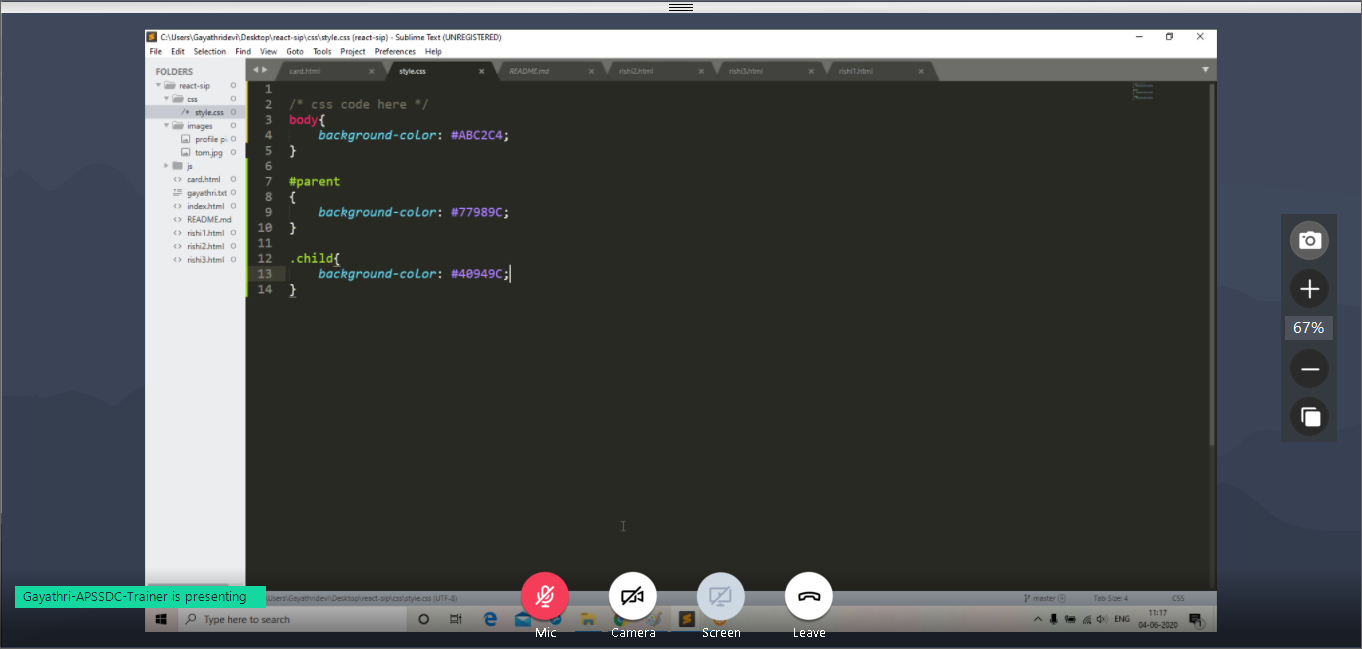 C:\Users\Gayathridevi\Desktop\react-sip\css\style.css (react-sip) - Sublime Text (UNREGISTERED)
File Edit Selection Find View Goto Tools Project Preferences Help
FOLDERS
react-sip
css
/* style.css
images
profile pi
tom.jpg
js
<> card.html
gayathri.txt
<> index.html
<> README.md
<> rishi1.html
<> rishi2.html
<> rishi3.html
card.html style.css README.md rishi2.html rishi3.html rishi1.html
1
2 /* css code here */
3 body{
4 background-color: #ABC2C4;
5 }
6
7 #parent
8 {
9 background-color: #77989C;
10 }
11
12 .child{
13 background-color: #40949C;
14 }
67%
Gayathri-APSSDC-Trainer is presenting
Users\Gayathridevi\Desktop\react-sip\css\style.css (UTF-8)
master Tab Size: 4 CSS
Type here to search
ENG
11:17
04-06-2020
1
Mic Camera Screen Leave